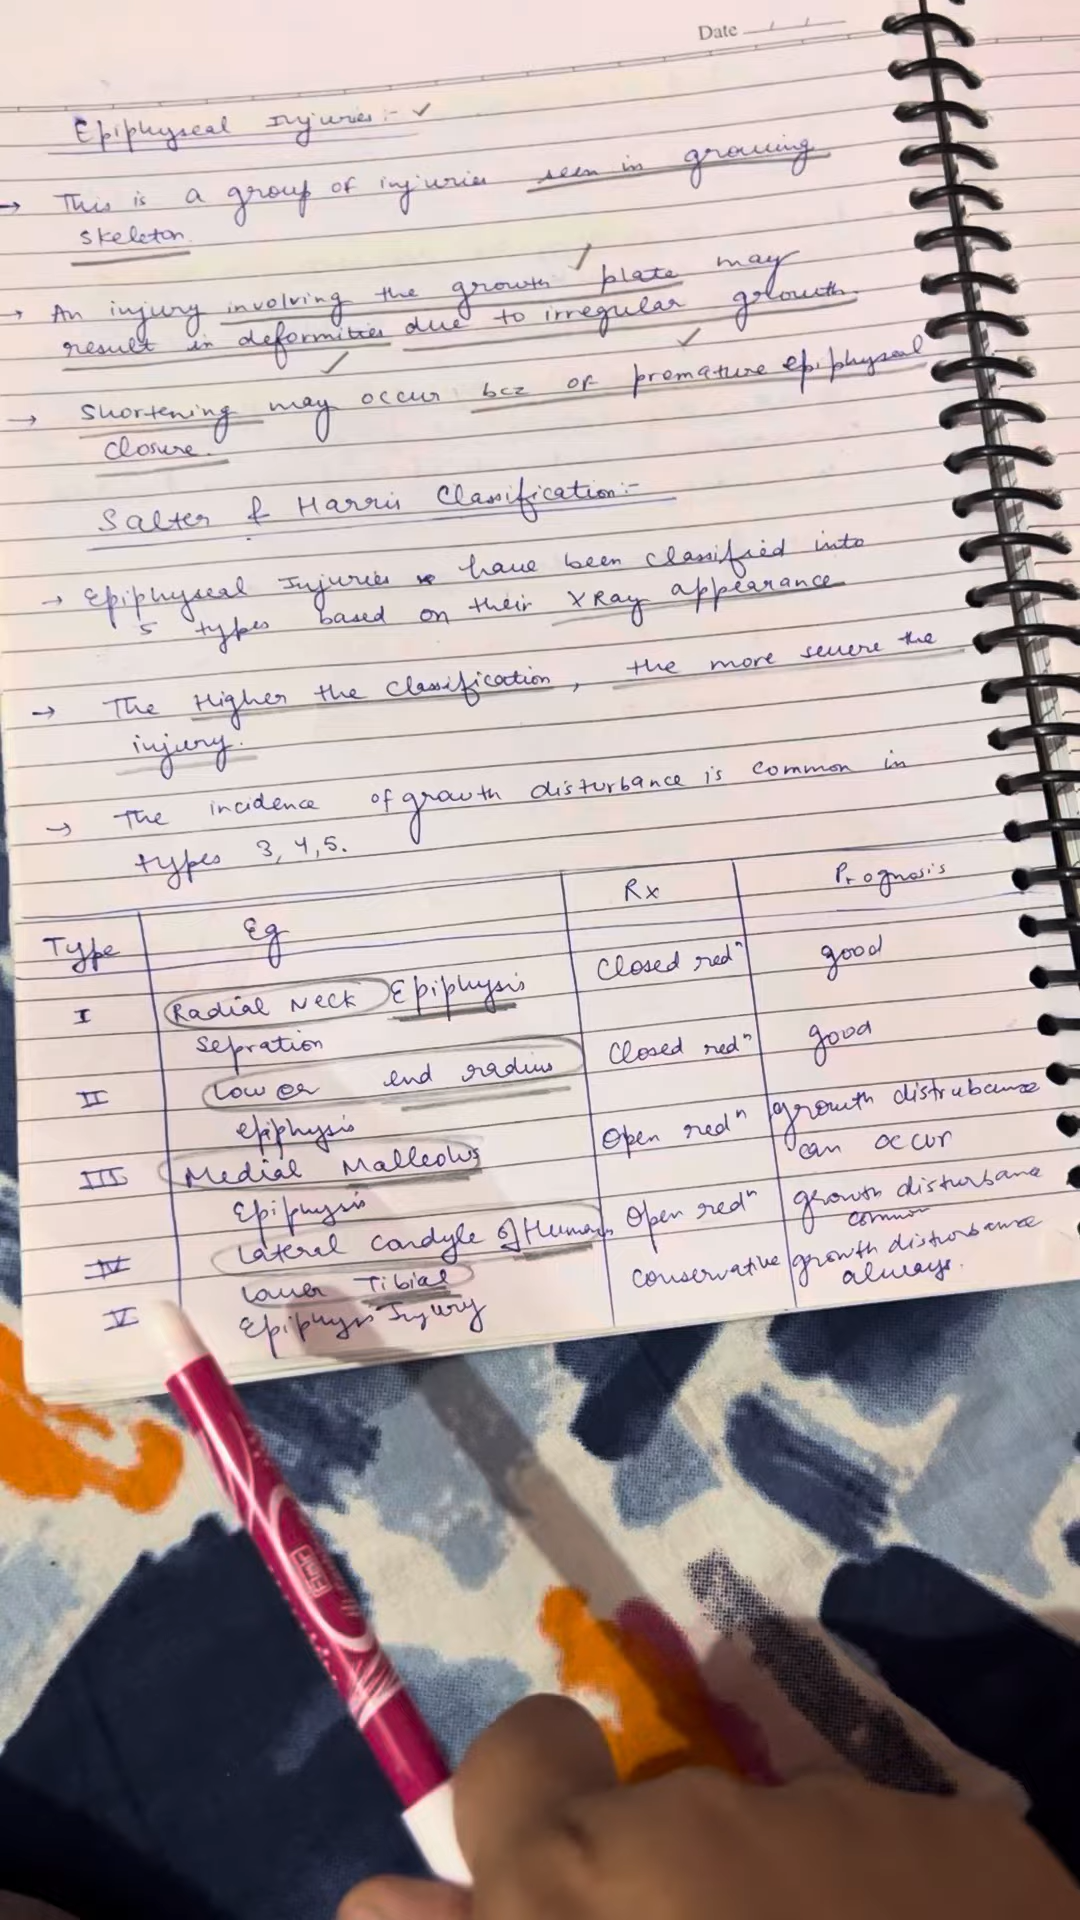 Date
Epiphyseal Injuries :-
→ This is a group of injuries seen in growing
skeleton.
→ An injury involving the growth plate may
result in deformities due to irregular growth.
→ Shortening may occur bcz of premature epiphyseal
closure.
Salter & Harris Classification:-
→ Epiphyseal Injuries have been classified into
5 types based on their XRay appearance
→ The Higher the classification, the more severe the
injury.
→ The incidence of growth disturbance is common in
types 3, 4, 5.
Type Eg Rx Prognosis
I Radial Neck Epiphysis Closed redⁿ good
Sepration
II Lower end radius Closed redⁿ good
epiphysis
III Medial Malleolus Open redⁿ growth distrubance
Epiphysis can occur
IV Lateral Condyle of Humerus Open redⁿ growth disturbane
common
V Lower Tibial conservative growth disturbance
Epiphysis Injury always.